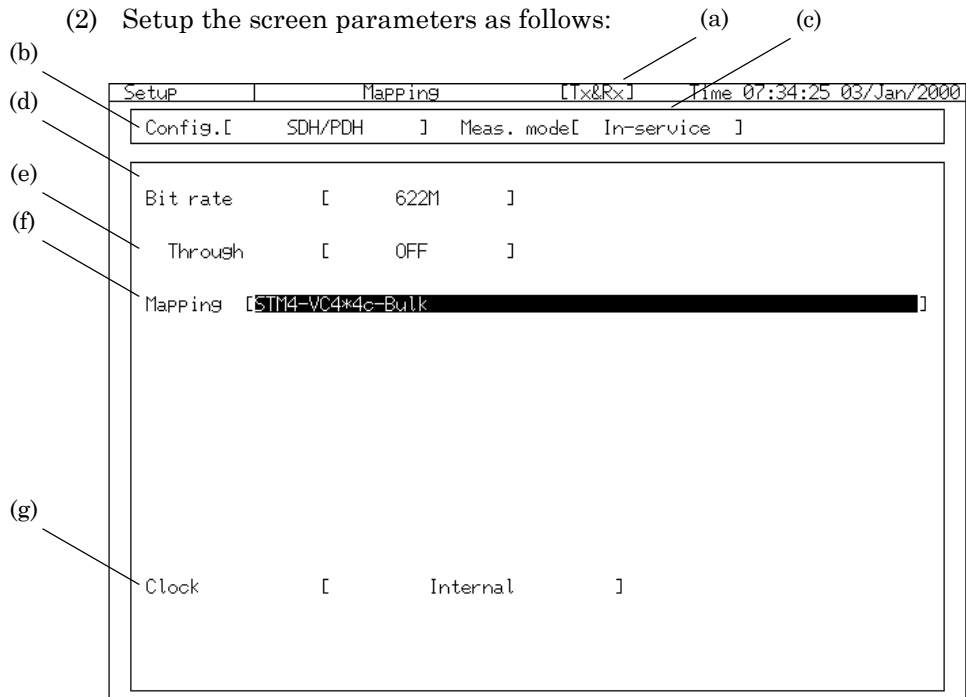 (2) Setup the screen parameters as follows:
(a)
(c)
(b)
Setup Mapping [Tx&Rx] Time 07:34:25 03/Jan/2000
(d)
Config.[ SDH/PDH ] Meas. mode[ In-service ]
(e)
Bit rate [ 622M ]
(f)
Through [ OFF ]
Mapping [STM4-VC4*4c-Bulk ]
(g)
Clock [ Internal ]